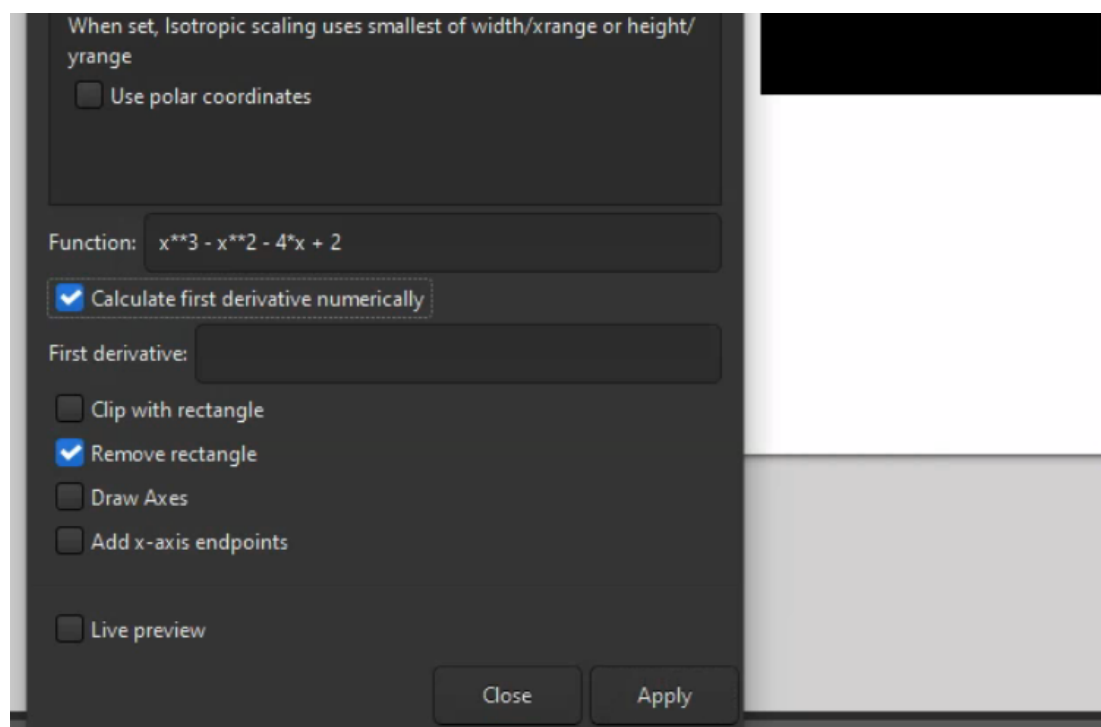 When set, Isotropic scaling uses smallest of width/xrange or height/
yrange
Use polar coordinates
Function: x**3 - x**2 - 4*x + 2
Calculate first derivative numerically
First derivative:
Clip with rectangle
Remove rectangle
Draw Axes
Add x-axis endpoints
Live preview
Close Apply